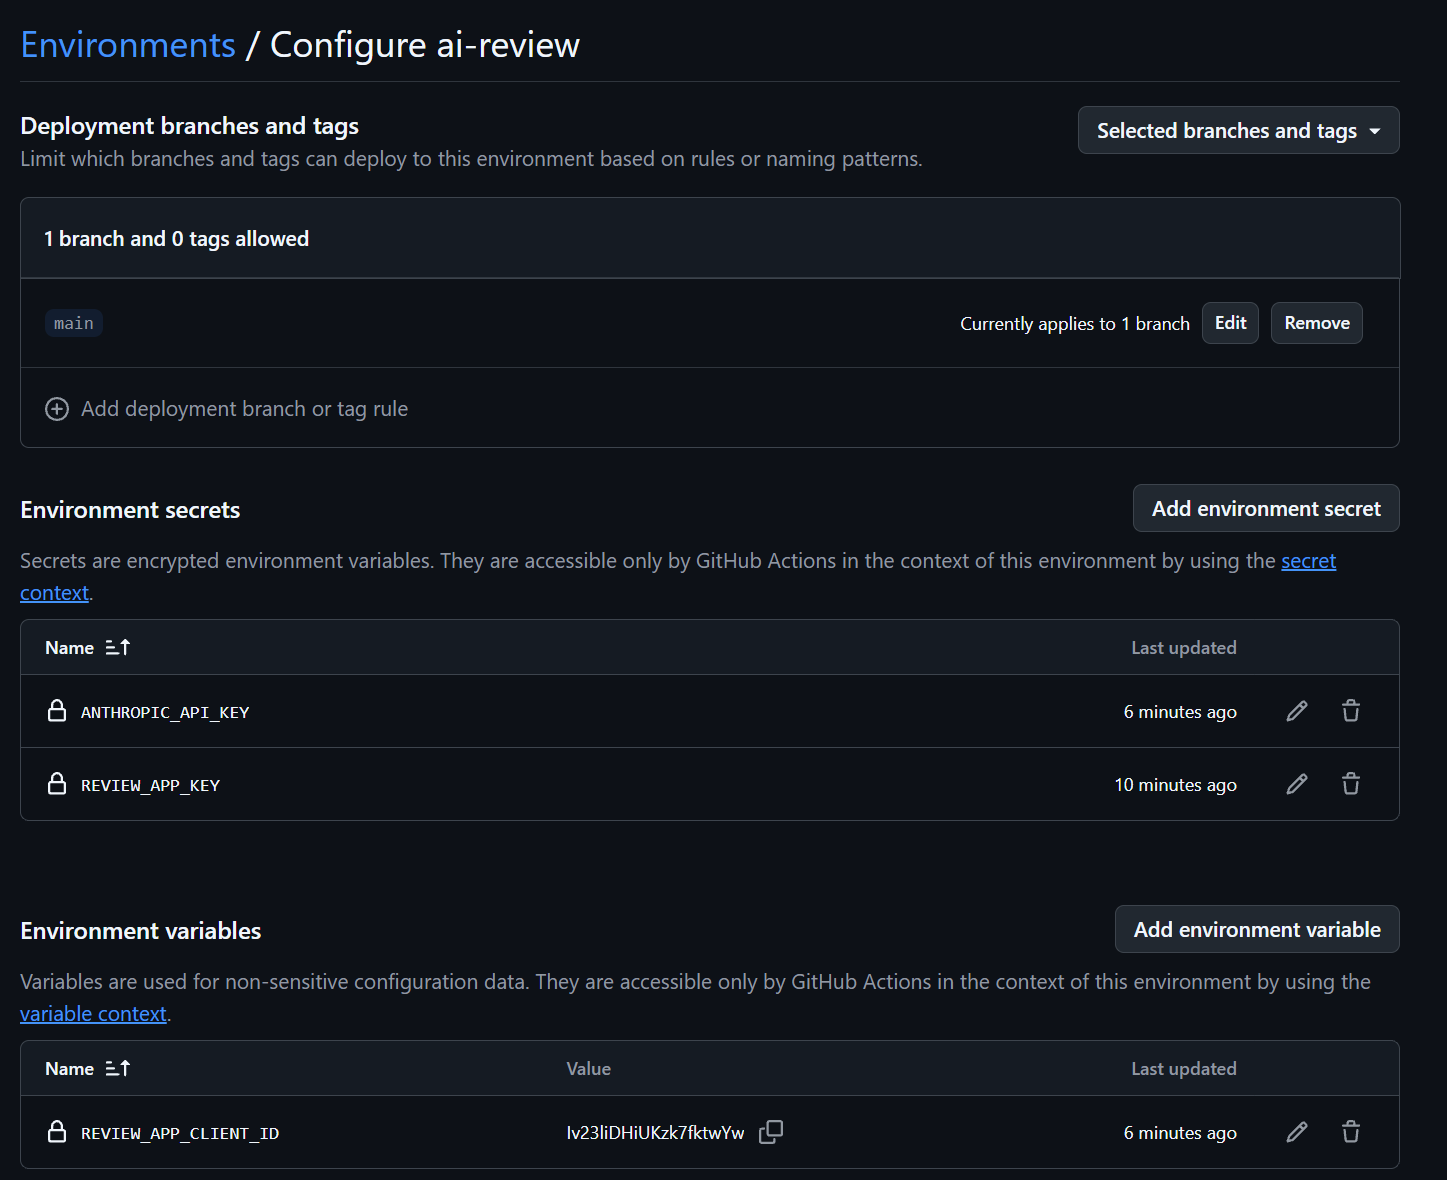 Environments / Configure ai-review
Deployment branches and tags
Selected branches and tags
Limit which branches and tags can deploy to this environment based on rules or naming patterns.
1 branch and 0 tags allowed
main
Currently applies to 1 branch
Edit
Remove
Add deployment branch or tag rule
Environment secrets
Add environment secret
Secrets are encrypted environment variables. They are accessible only by GitHub Actions in the context of this environment by using the secret
context.
Name
Last updated
ANTHROPIC_API_KEY
6 minutes ago
REVIEW_APP_KEY
10 minutes ago
Environment variables
Add environment variable
Variables are used for non-sensitive configuration data. They are accessible only by GitHub Actions in the context of this environment by using the
variable context.
Name
Value
Last updated
REVIEW_APP_CLIENT_ID
Iv23liDHiUKzk7fktwYw
6 minutes ago